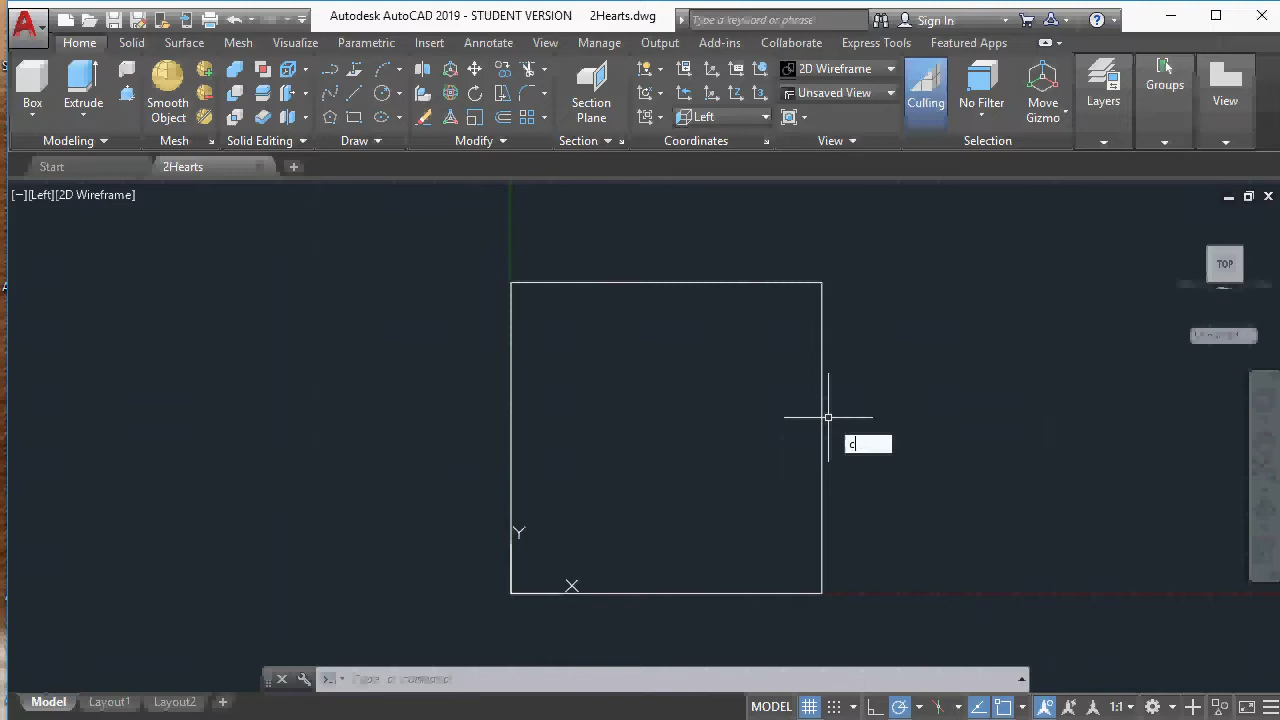 Autodesk AutoCAD 2019 - STUDENT VERSION 2Hearts.dwg
Type a keyword or phrase
Sign In
Home Solid Surface Mesh Visualize Parametric Insert Annotate View Manage Output Add-ins Collaborate Express Tools Featured Apps
Box
Extrude
Smooth
Object
Section
Plane
2D Wireframe
Unsaved View
Left
Culling
No Filter
Move
Gizmo
Layers
Groups
View
Modeling Mesh Solid Editing Draw Modify Section Coordinates View Selection
Start 2Hearts
[−][Left][2D Wireframe]
TOP
c
Y
X
Type a command
Model Layout1 Layout2
MODEL 1:1